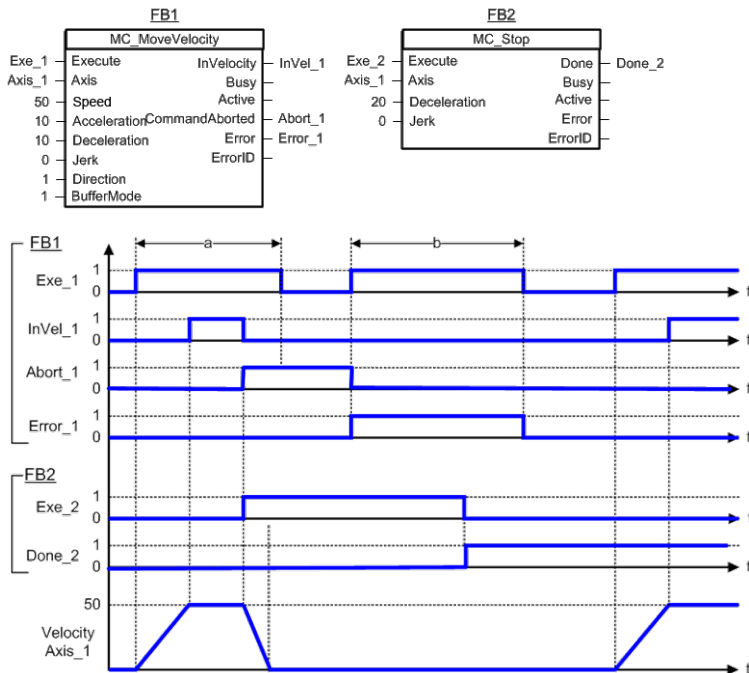 FB1
MC_MoveVelocity
Exe_1 Execute InVelocity InVel_1
Axis_1 Axis Busy
50 Speed Active
10 Acceleration CommandAborted Abort_1
10 Deceleration Error Error_1
0 Jerk ErrorID
1 Direction
1 BufferMode
FB2
MC_Stop
Exe_2 Execute Done Done_2
Axis_1 Axis Busy
20 Deceleration Active
0 Jerk Error
ErrorID
FB1
a b
Exe_1 1
0 t
InVel_1 1
0 t
Abort_1 1
0 t
Error_1 1
0 t
FB2
Exe_2 1
0 t
Done_2 1
0 t
50
Velocity
Axis_1
t